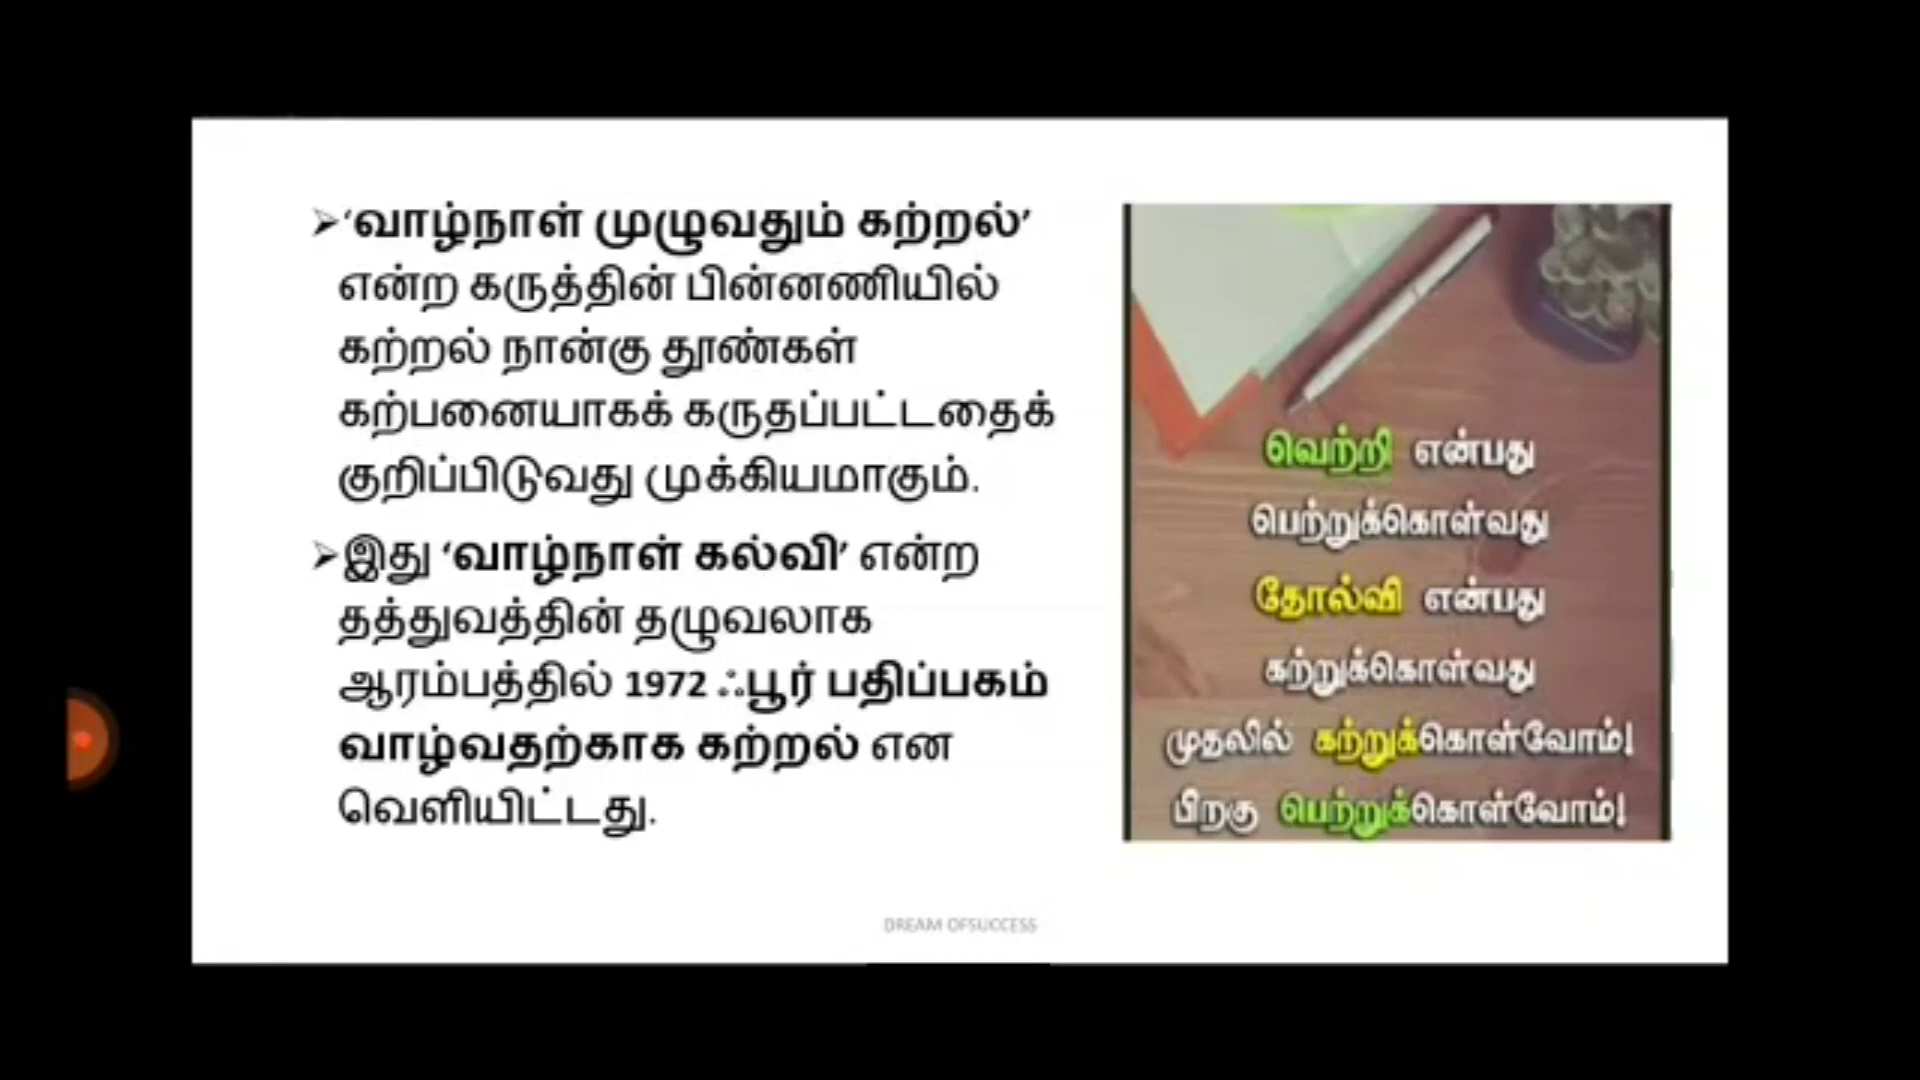 ➢‘வாழ்நாள் முழுவதும் கற்றல்’
என்ற கருத்தின் பின்னணியில்
கற்றல் நான்கு தூண்கள்
கற்பனையாகக் கருதப்பட்டதைக்
குறிப்பிடுவது முக்கியமாகும்.
➢இது ‘வாழ்நாள் கல்வி’ என்ற
தத்துவத்தின் தழுவலாக
ஆரம்பத்தில் 1972 ஃபூர் பதிப்பகம்
வாழ்வதற்காக கற்றல் என
வெளியிட்டது.
வெற்றி என்பது
பெற்றுக்கொள்வது
தோல்வி என்பது
கற்றுக்கொள்வது
முதலில் கற்றுக்கொள்வோம்!
பிறகு பெற்றுக்கொள்வோம்!
DREAM OFSUCCESS